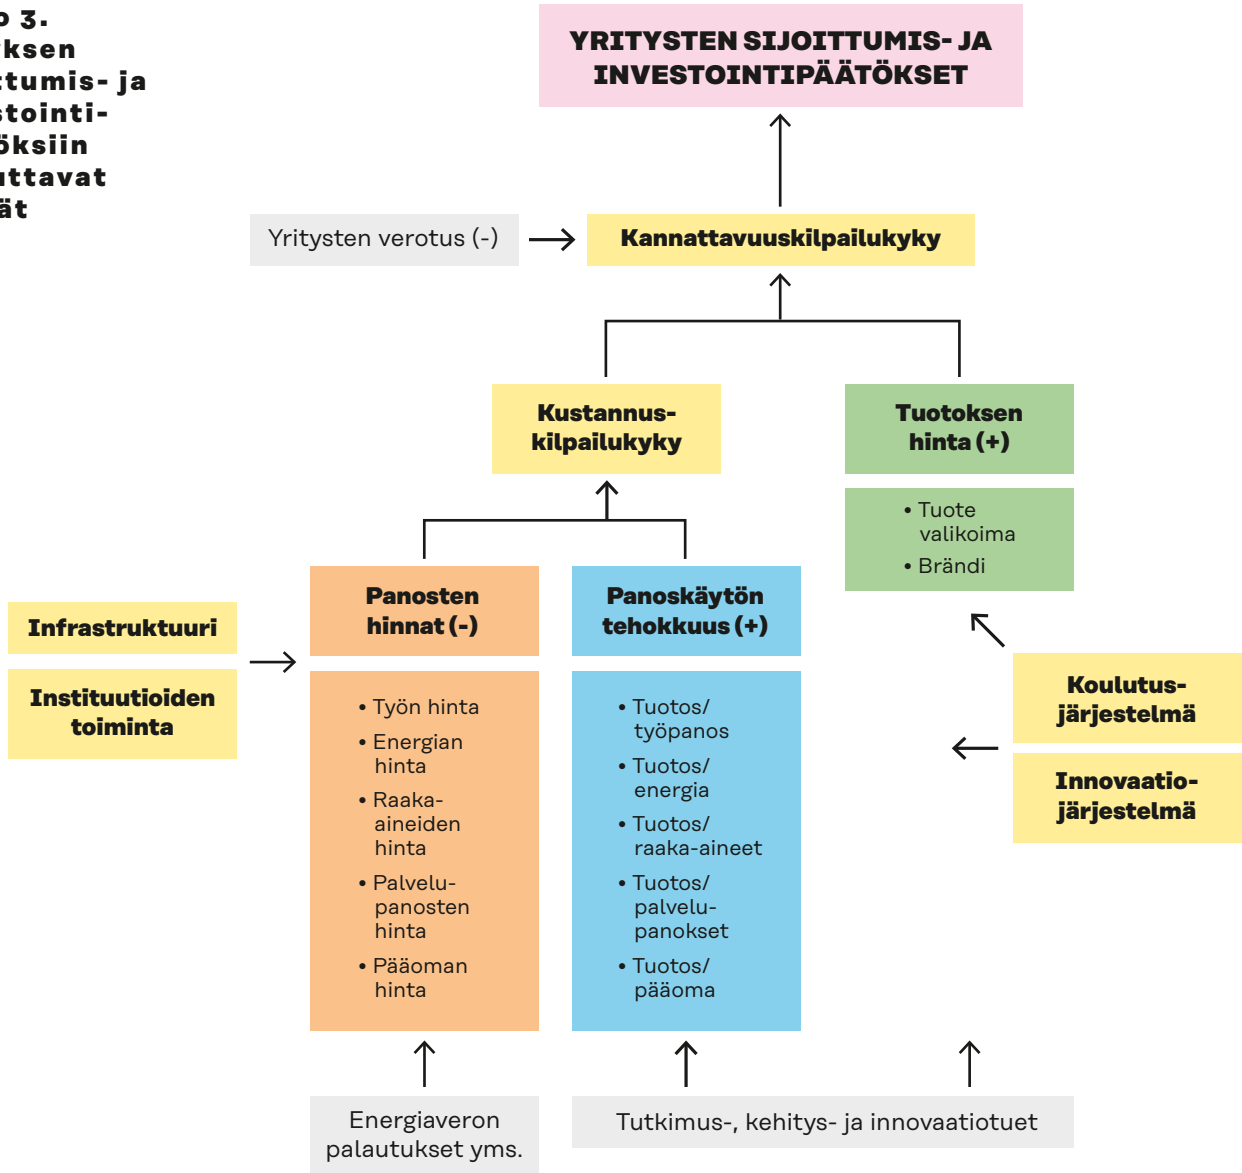 3.
YRITYSTEN SIJOITTUMIS- JA
INVESTOINTIPÄÄTÖKSET
Yritysten verotus (-)
Kannattavuuskilpailukyky
Kustannus-
kilpailukyky
Tuotoksen
hinta (+)
• Tuote
valikoima
• Brändi
Panosten
hinnat (-)
Panoskäytön
tehokkuus (+)
Infrastruktuuri
Instituutioiden
toiminta
• Työn hinta
• Energian
hinta
• Raaka-
aineiden
hinta
• Palvelu-
panosten
hinta
• Pääoman
hinta
• Tuotos/
työpanos
• Tuotos/
energia
• Tuotos/
raaka-aineet
• Tuotos/
palvelu-
panokset
• Tuotos/
pääoma
Koulutus-
järjestelmä
Innovaatio-
järjestelmä
Energiaveron
palautukset yms.
Tutkimus-, kehitys- ja innovaatiotuet